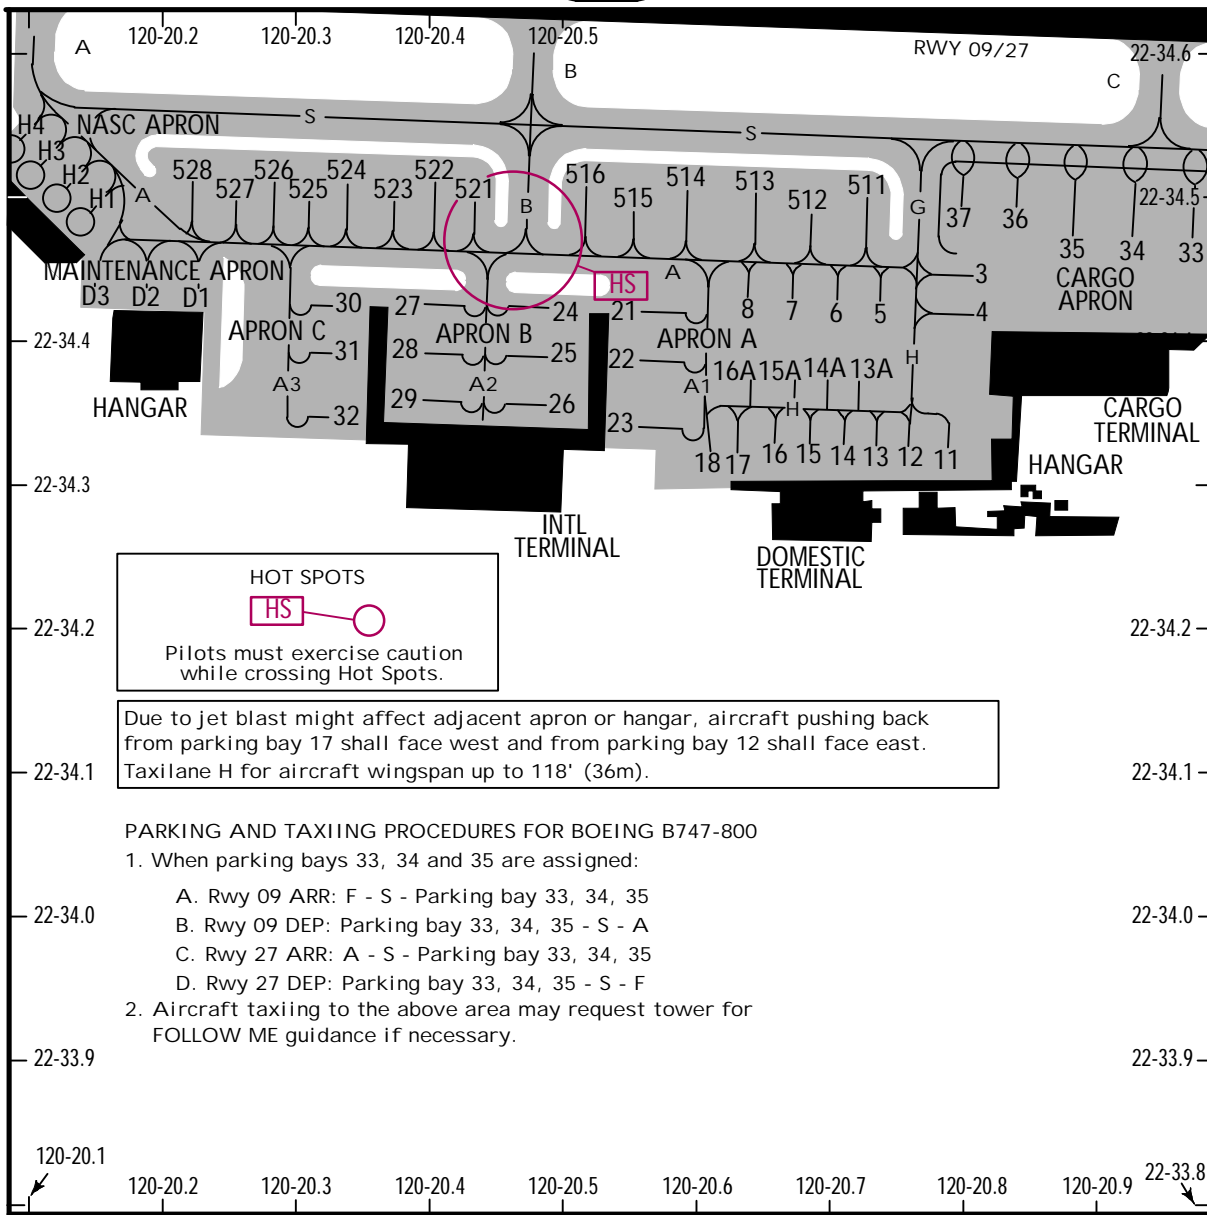 120-20.2 120-20.3 120-20.4 120-20.5
A B RWY 09/27 22-34.6
C
S S
H4 NASC APRON
H3
H2
H1
A 528 527 526 525 524 523 522 521 B 516 515 514 513 512 511 G 37 36 35 34 33 22-34.5
MAINTENANCE APRON
D3 D2 D1
A HS
CARGO
APRON
30 27 24 21 8 7 6 5 3 4
22-34.4 APRON C APRON B APRON A
31 28 25 22 H
A3 A2 A1 16A 15A 14A 13A
HANGAR
32 29 26 23 H
CARGO
TERMINAL
18 17 16 15 14 13 12 11
HANGAR
22-34.3
INTL
TERMINAL
DOMESTIC
TERMINAL
HOT SPOTS
HS
Pilots must exercise caution
while crossing Hot Spots.
22-34.2 22-34.2
Due to jet blast might affect adjacent apron or hangar, aircraft pushing back
from parking bay 17 shall face west and from parking bay 12 shall face east.
Taxilane H for aircraft wingspan up to 118' (36m).
22-34.1 22-34.1
PARKING AND TAXIING PROCEDURES FOR BOEING B747-800
1. When parking bays 33, 34 and 35 are assigned:
A. Rwy 09 ARR: F - S - Parking bay 33, 34, 35
B. Rwy 09 DEP: Parking bay 33, 34, 35 - S - A
C. Rwy 27 ARR: A - S - Parking bay 33, 34, 35
D. Rwy 27 DEP: Parking bay 33, 34, 35 - S - F
22-34.0 22-34.0
2. Aircraft taxiing to the above area may request tower for
FOLLOW ME guidance if necessary.
22-33.9 22-33.9
120-20.1 22-33.8
120-20.2 120-20.3 120-20.4 120-20.5 120-20.6 120-20.7 120-20.8 120-20.9